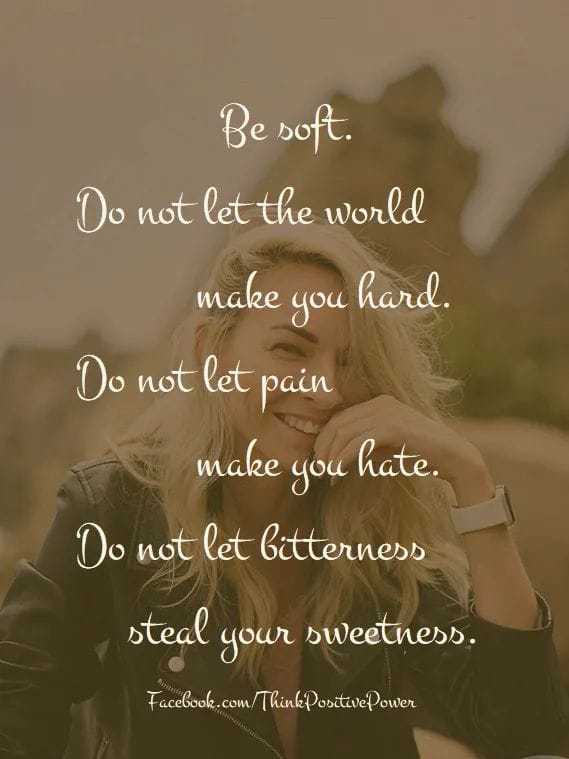 Be soft.
Do not let the world
make you hard.
Do not let pain
make you hate.
Do not let bitterness
steal your sweetness.
Facebook.com/ThinkPositivePower